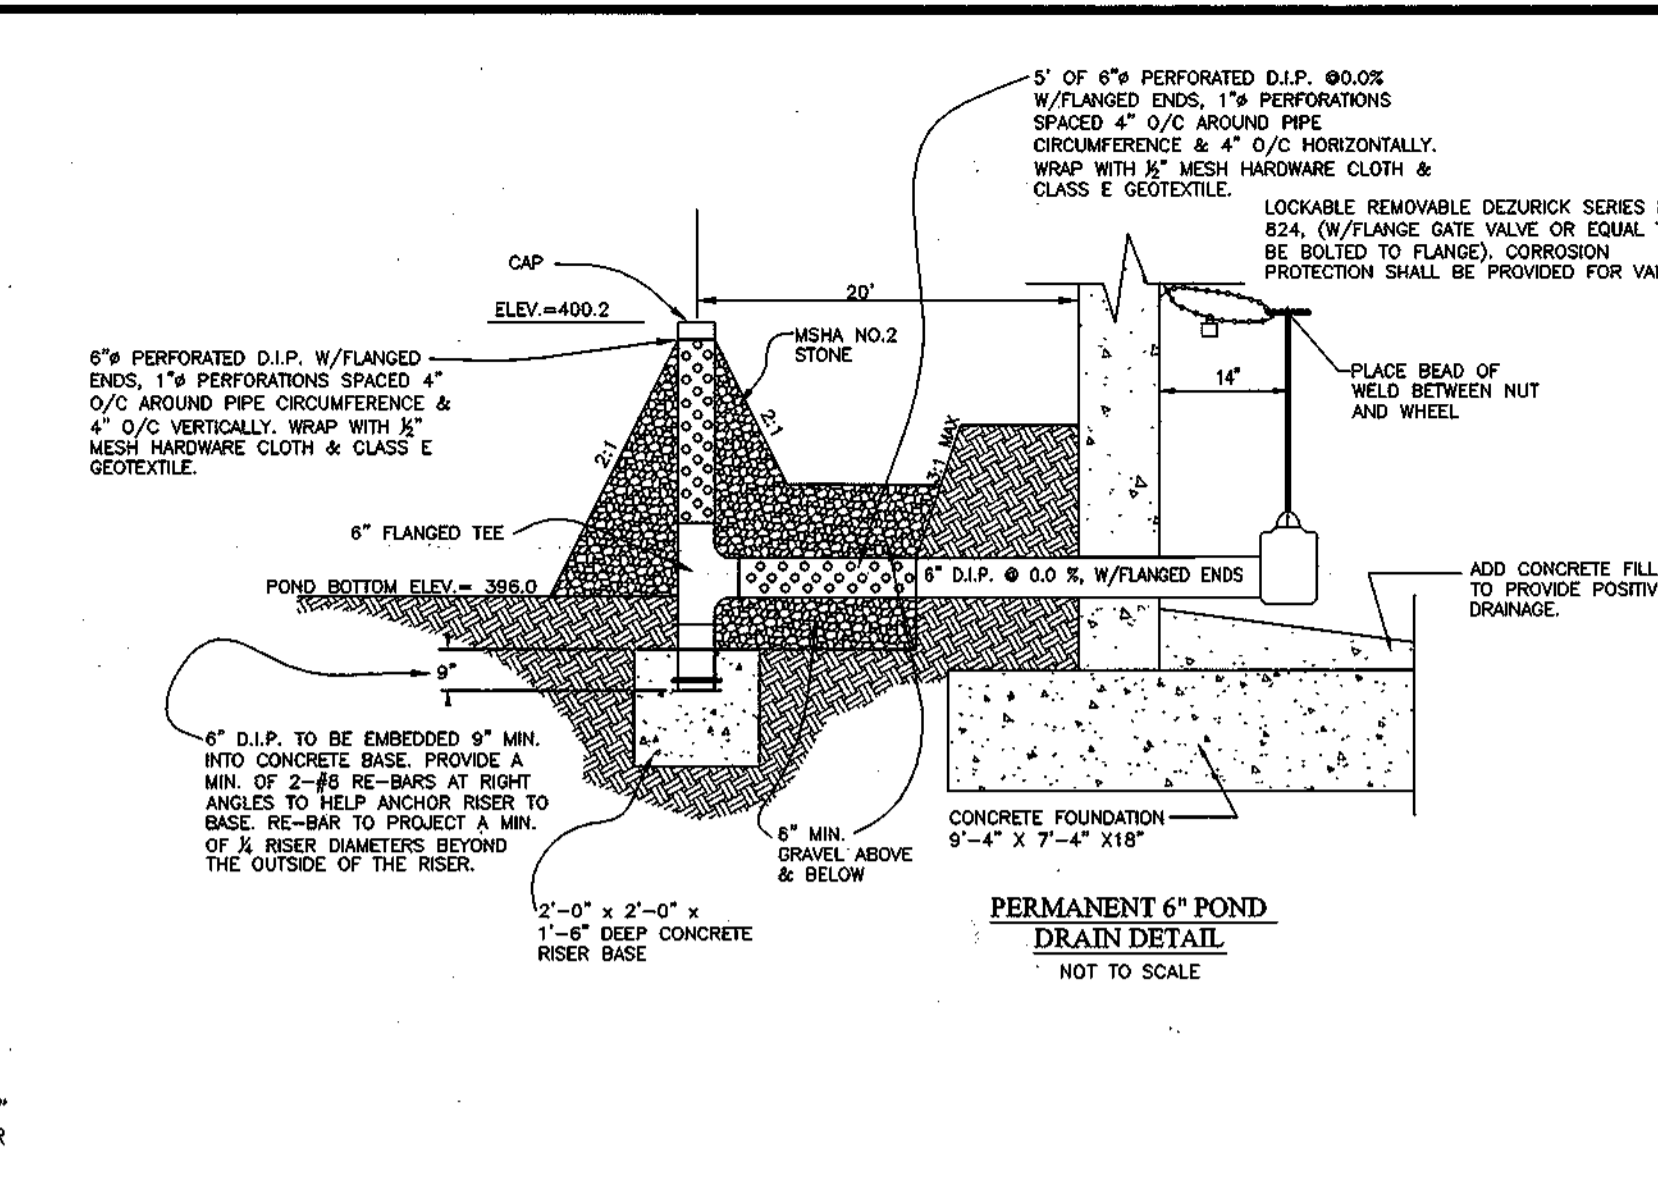 5' OF 6"ø PERFORATED D.I.P. @0.0%
W/FLANGED ENDS, 1"ø PERFORATIONS
SPACED 4" O/C AROUND PIPE
CIRCUMFERENCE & 4" O/C HORIZONTALLY.
WRAP WITH ½" MESH HARDWARE CLOTH &
CLASS E GEOTEXTILE.
LOCKABLE REMOVABLE DEZURICK SERIES
824, (W/FLANGE GATE VALVE OR EQUAL
BE BOLTED TO FLANGE). CORROSION
PROTECTION SHALL BE PROVIDED FOR
CAP
ELEV.=400.2
20'
MSHA NO.2
STONE
6"ø PERFORATED D.I.P. W/FLANGED
ENDS, 1"ø PERFORATIONS SPACED 4"
O/C AROUND PIPE CIRCUMFERENCE &
4" O/C VERTICALLY. WRAP WITH ½"
MESH HARDWARE CLOTH & CLASS E
GEOTEXTILE.
14"
PLACE BEAD OF
WELD BETWEEN NUT
AND WHEEL
2:1
2:1
3:1 MAX
6" FLANGED TEE
POND BOTTOM ELEV.= 396.0
6" D.I.P. @ 0.0 %, W/FLANGED ENDS
ADD CONCRETE FILL
TO PROVIDE
DRAINAGE.
9"
6" D.I.P. TO BE EMBEDDED 9" MIN.
INTO CONCRETE BASE. PROVIDE A
MIN. OF 2-#8 RE-BARS AT RIGHT
ANGLES TO HELP ANCHOR RISER TO
BASE. RE-BAR TO PROJECT A MIN.
OF ¼ RISER DIAMETERS BEYOND
THE OUTSIDE OF THE RISER.
6" MIN.
GRAVEL ABOVE
& BELOW
CONCRETE FOUNDATION
9'-4" X 7'-4" X18"
2'-0" x 2'-0" x
1'-6" DEEP CONCRETE
RISER BASE
PERMANENT 6" POND
DRAIN DETAIL
NOT TO SCALE
"
R